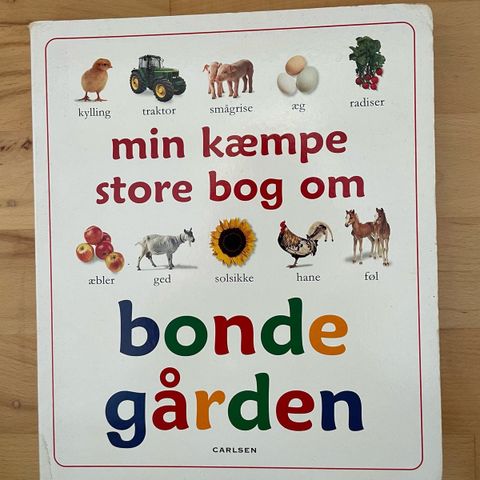 kylling traktor smågrise æg radiser
min kæmpe
store bog om
æbler ged solsikke hane føl
bonde
gården
CARLSEN